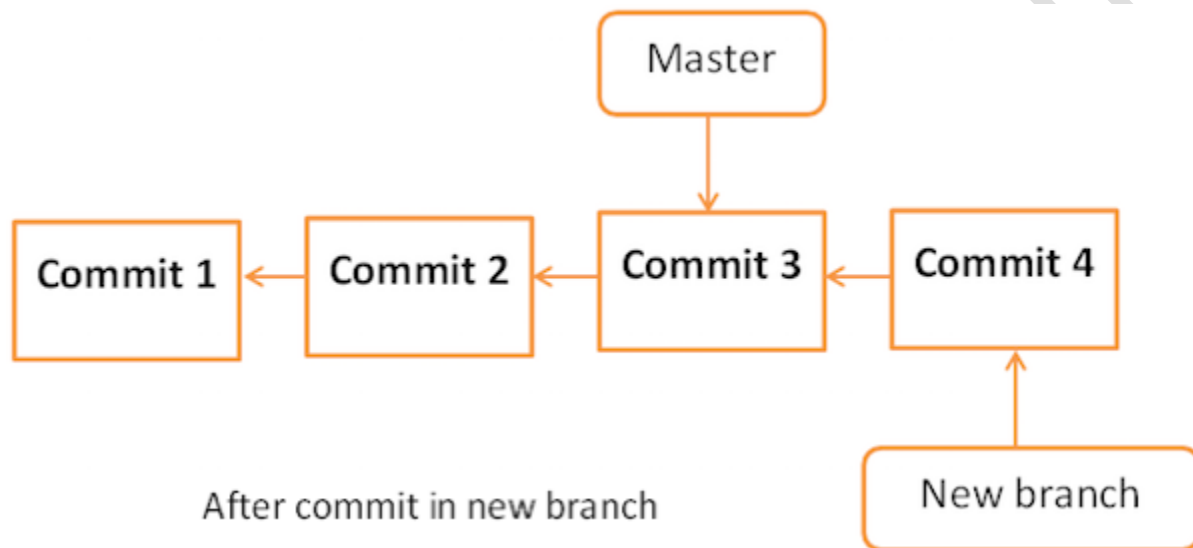 Master
Commit 1
Commit 2
Commit 3
Commit 4
New branch
After commit in new branch